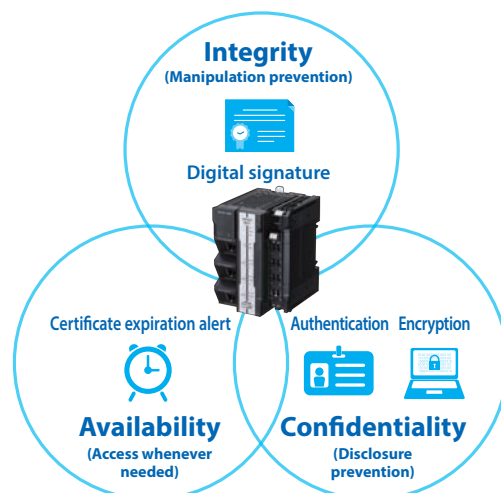 Integrity
(Manipulation prevention)
Digital signature
Certificate expiration alert
Authentication Encryption
Availability
(Access whenever
needed)
Confidentiality
(Disclosure
prevention)